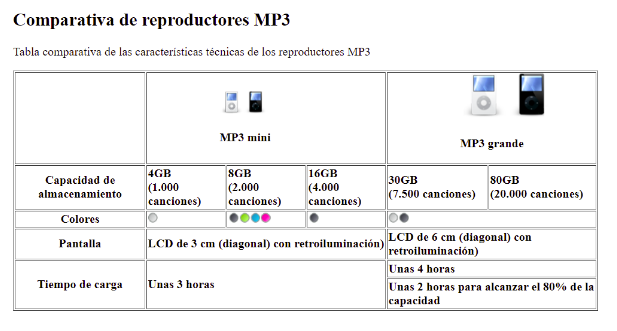 Comparativa de reproductores MP3
Tabla comparativa de las características técnicas de los reproductores MP3
MP3 mini
MP3 grande
Capacidad de
almacenamiento
4GB
(1.000
canciones)
8GB
(2.000
canciones)
16GB
(4.000
canciones)
30GB
(7.500 canciones)
80GB
(20.000 canciones)
Colores
Pantalla
LCD de 3 cm (diagonal) con retroiluminación)
LCD de 6 cm (diagonal) con
retroiluminación)
Tiempo de carga
Unas 3 horas
Unas 4 horas
Unas 2 horas para alcanzar el 80% de la
capacidad